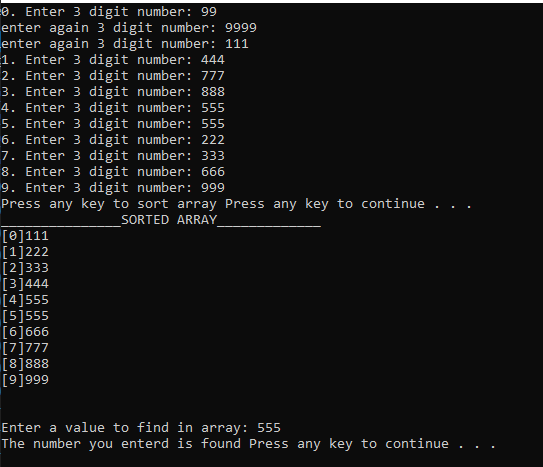 0. Enter 3 digit number: 99
enter again 3 digit number: 9999
enter again 3 digit number: 111
1. Enter 3 digit number: 444
2. Enter 3 digit number: 777
3. Enter 3 digit number: 888
4. Enter 3 digit number: 555
5. Enter 3 digit number: 555
6. Enter 3 digit number: 222
7. Enter 3 digit number: 333
8. Enter 3 digit number: 666
9. Enter 3 digit number: 999
Press any key to sort array Press any key to continue . . .
_______________SORTED ARRAY_____________
[0]111
[1]222
[2]333
[3]444
[4]555
[5]555
[6]666
[7]777
[8]888
[9]999
Enter a value to find in array: 555
The number you enterd is found Press any key to continue . . .